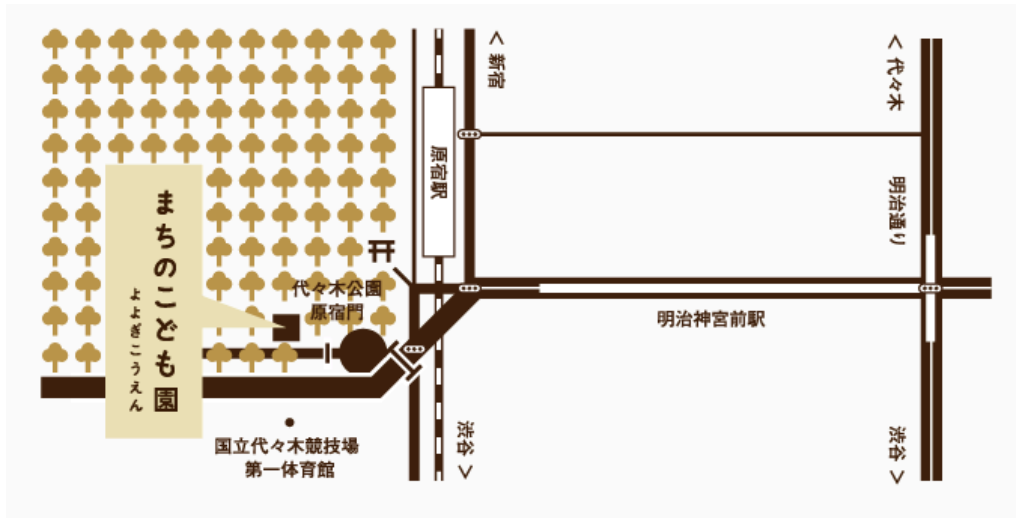 まちのこども園
よよぎこうえん
代々木公園
原宿門
国立代々木競技場
第一体育館
原宿駅
< 新宿
渋谷 >
明治神宮前駅
< 代々木
明治通り
渋谷 >